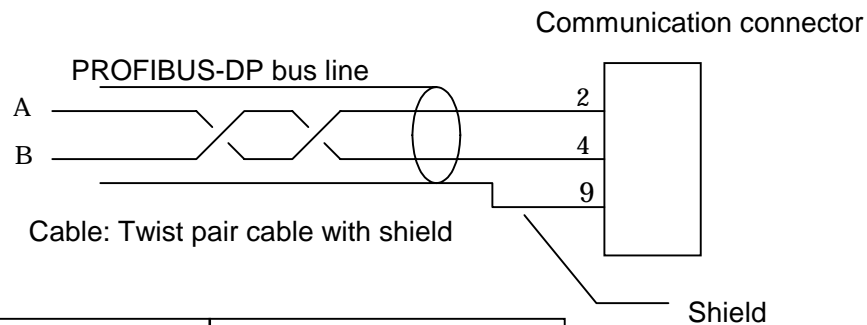 Communication connector
PROFIBUS-DP bus line
A
2
B
4
9
Cable: Twist pair cable with shield
Shield